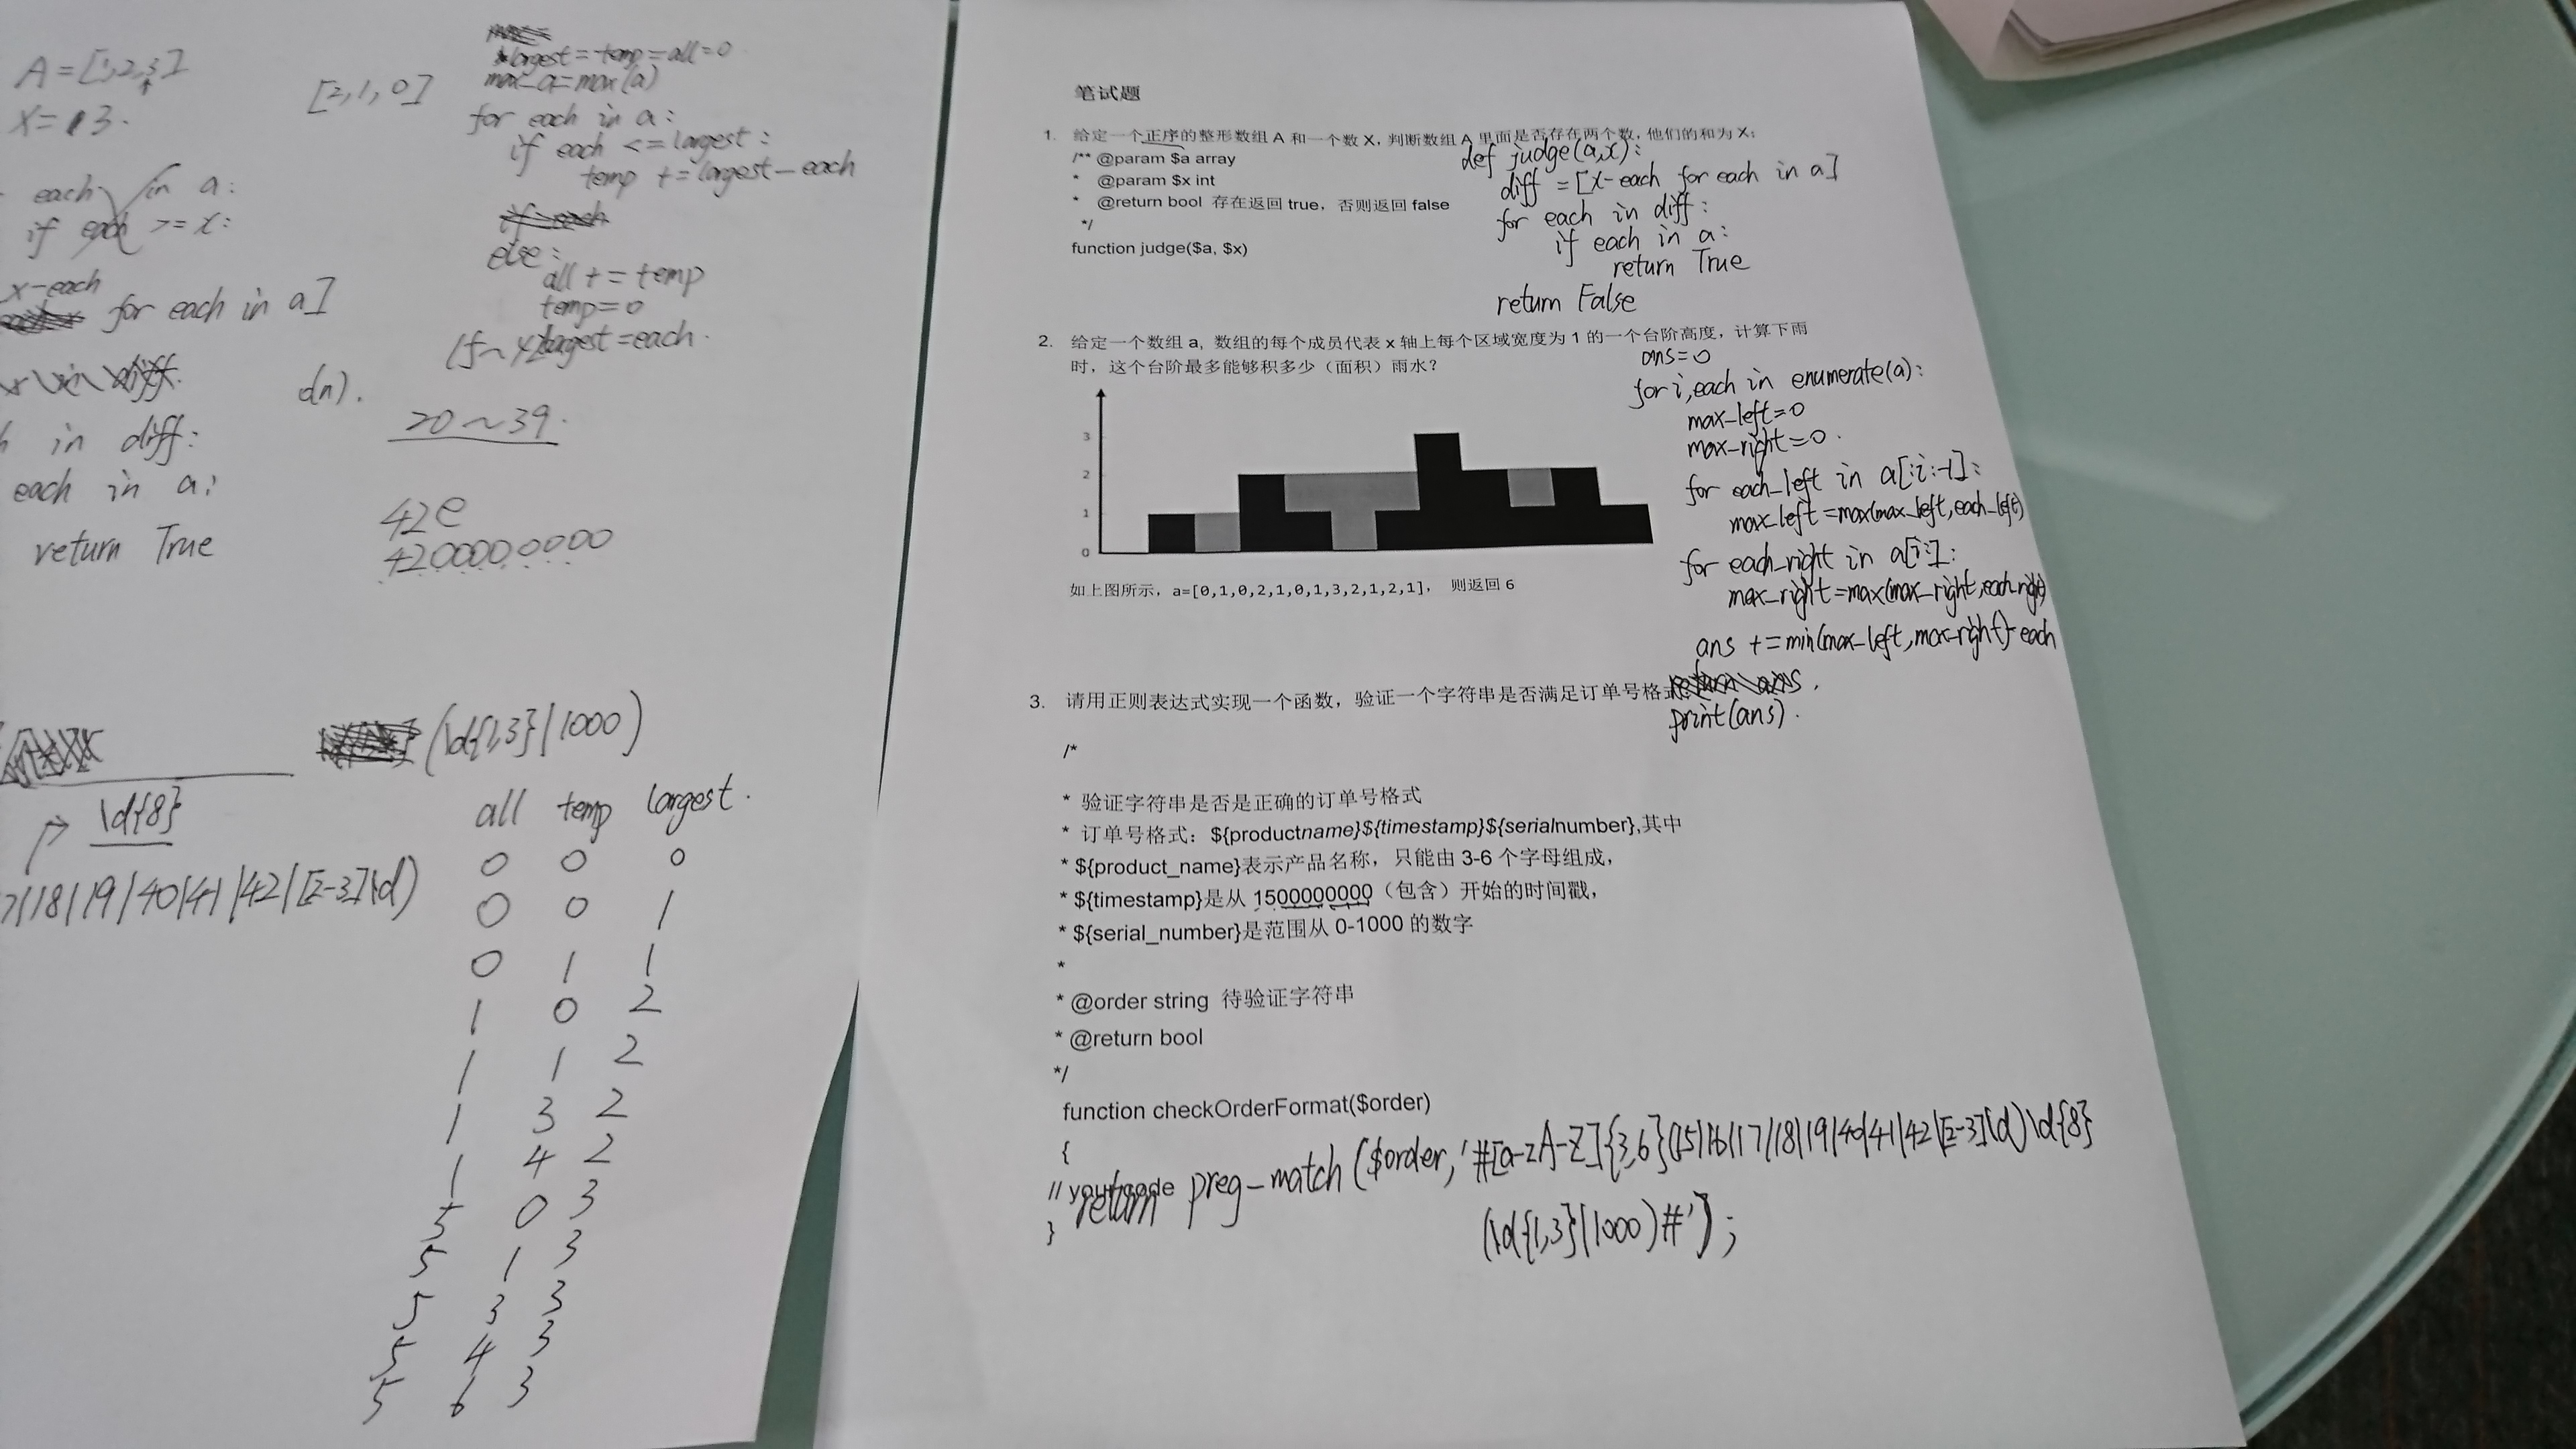 A=[1,2,3]
X=13.
[2,1,0]
largest=temp=all=0
max_a=max(a)
for each in a:
if each <= largest:
temp += largest-each
else:
all += temp
temp=0
largest=each.
each in a:
if each >= x:
x-each
for each in a]
in diff:
each in a:
return True
20~39.
42e
4200000000
(\d{1,3}|1000)
\d{8}
|18|19|40|41|42|[2-3]\d)
all temp largest.
0 0 0
0 0 1
0 1 1
1 0 2
1 1 2
1 3 2
1 4 2
5 0 3
5 1 3
5 3 3
5 4 3
5 6 3
笔试题
1. 给定一个正序的整形数组 A 和一个数 X，判断数组 A 里面是否存在两个数，他们的和为 X：
/** @param $a array
* @param $x int
* @return bool 存在返回 true，否则返回 false
*/
function judge($a, $x)
def judge(a,x):
diff =[x-each for each in a]
for each in diff:
if each in a:
return True
return False
2. 给定一个数组 a, 数组的每个成员代表 x 轴上每个区域宽度为 1 的一个台阶高度，计算下雨
时，这个台阶最多能够积多少（面积）雨水？
3
2
1
0
如上图所示，a=[0,1,0,2,1,0,1,3,2,1,2,1]， 则返回 6
ans=0
for i,each in enumerate(a):
max_left=0
max_right=0.
for each_left in a[:i:-1]:
max_left=max(max_left,each_left)
for each_right in a[i:]:
max_right=max(max_right,each_right)
ans += min(max_left,max_right)-each
print(ans).
3. 请用正则表达式实现一个函数，验证一个字符串是否满足订单号格
/*
* 验证字符串是否是正确的订单号格式
* 订单号格式：${productname}${timestamp}${serialnumber},其中
* ${product_name}表示产品名称，只能由 3-6 个字母组成，
* ${timestamp}是从 1500000000（包含）开始的时间戳，
* ${serial_number}是范围从 0-1000 的数字
*
* @order string 待验证字符串
* @return bool
*/
function checkOrderFormat($order)
{
// your code
return preg_match($order,'#[a-zA-Z]{3,6}(15|16|17|18|19|40|41|42|[2-3]\d)\d{8}
(\d{1,3}|1000)#');
}